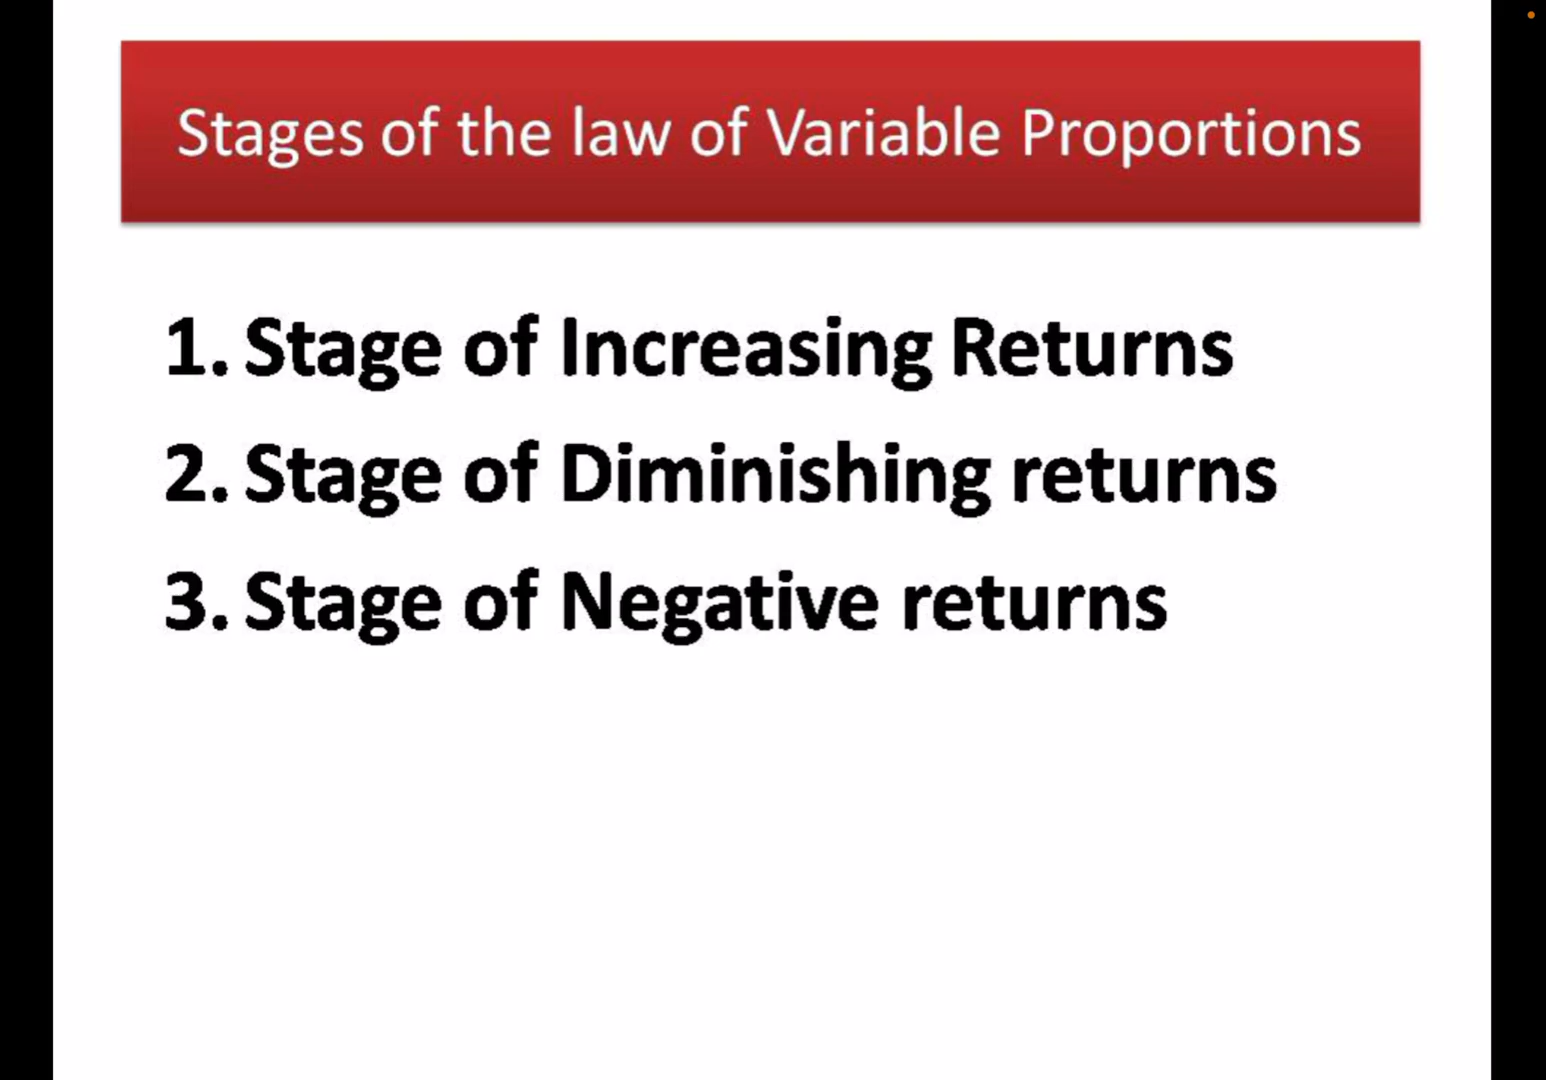 Stages of the law of Variable Proportions
1. Stage of Increasing Returns
2. Stage of Diminishing returns
3. Stage of Negative returns